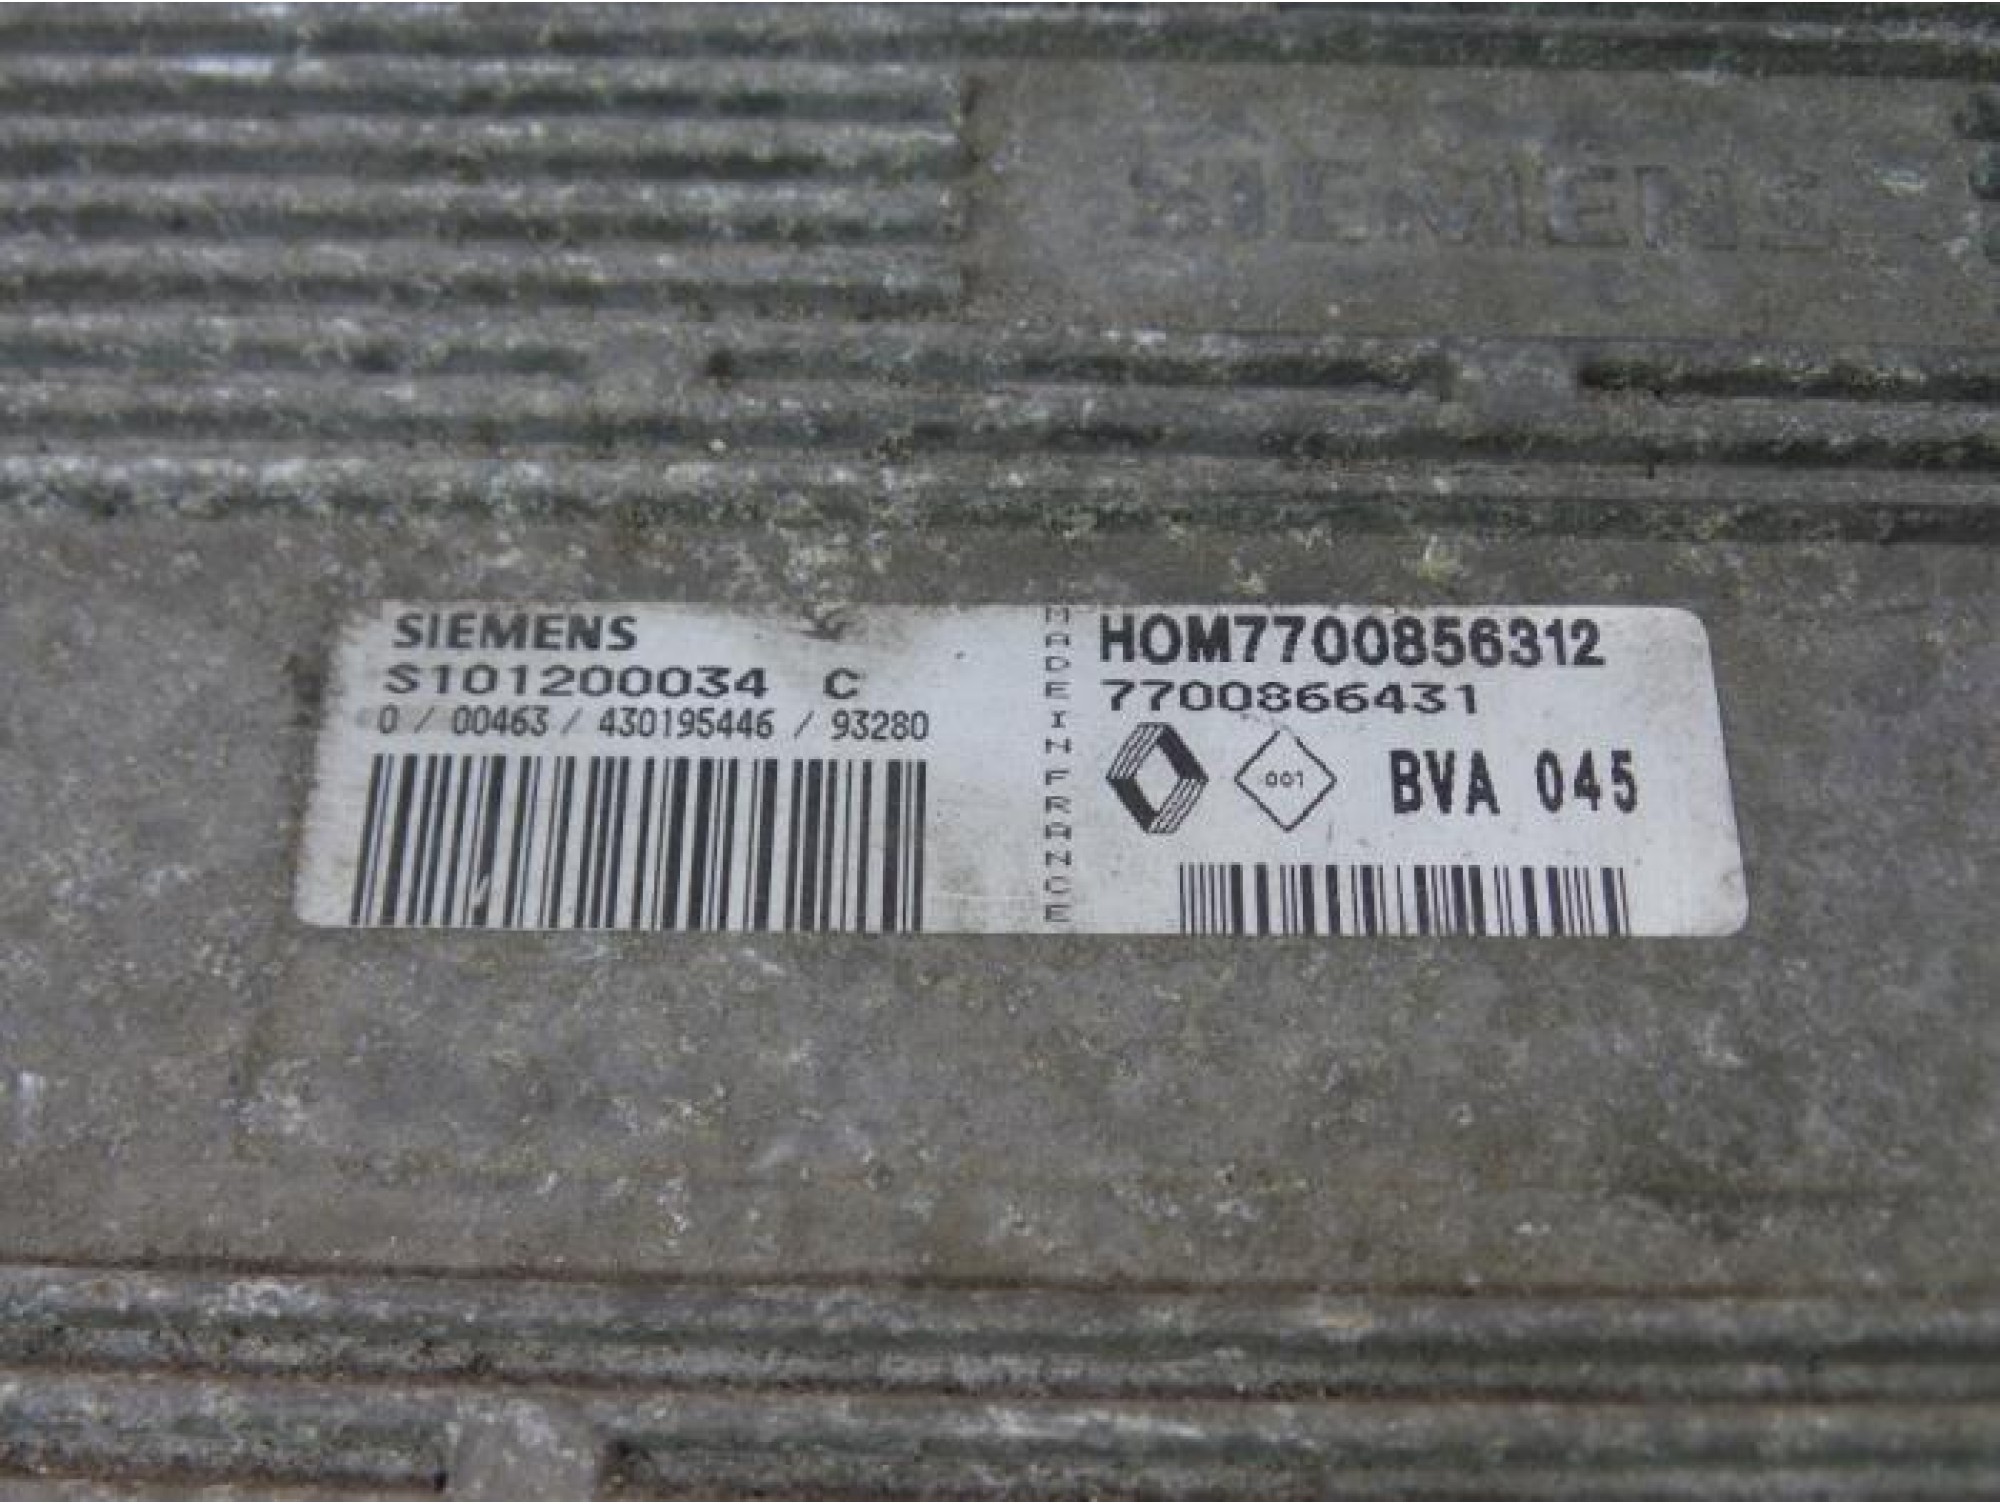 SIEMENS
SIEMENS
S101200034 C
0 / 00463 / 430195446 / 93280
MADE IN FRANCE
HOM7700856312
7700866431
001
BVA 045